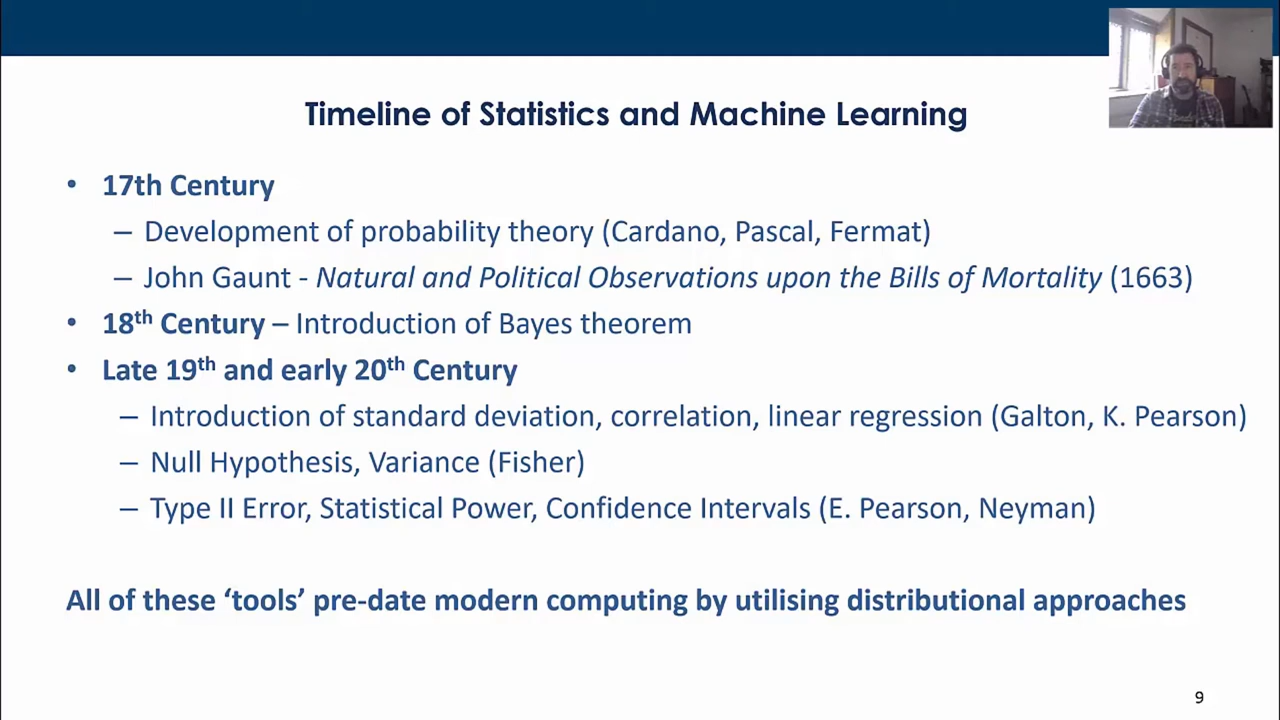 Timeline of Statistics and Machine Learning
• 17th Century
– Development of probability theory (Cardano, Pascal, Fermat)
– John Gaunt - Natural and Political Observations upon the Bills of Mortality (1663)
• 18th Century – Introduction of Bayes theorem
• Late 19th and early 20th Century
– Introduction of standard deviation, correlation, linear regression (Galton, K. Pearson)
– Null Hypothesis, Variance (Fisher)
– Type II Error, Statistical Power, Confidence Intervals (E. Pearson, Neyman)
All of these ‘tools’ pre-date modern computing by utilising distributional approaches
9